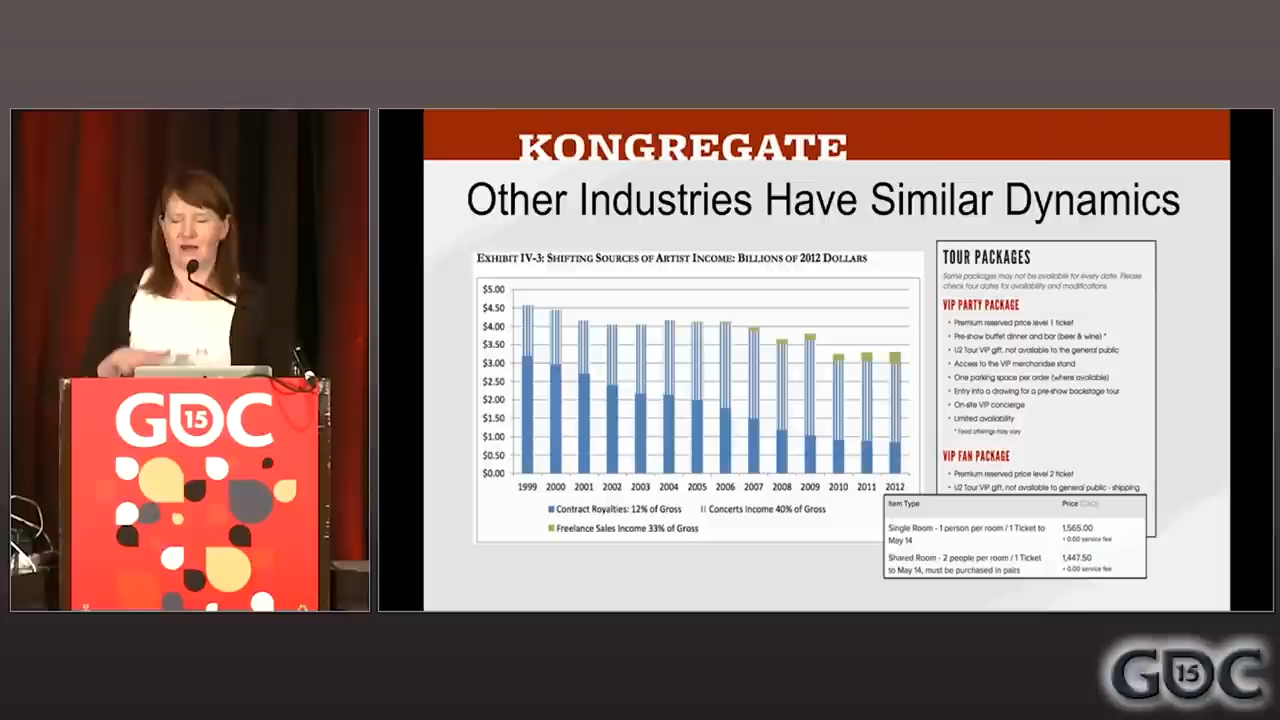 KONGREGATE
Other Industries Have Similar Dynamics
EXHIBIT IV-3: SHIFTING SOURCES OF ARTIST INCOME: BILLIONS OF 2012 DOLLARS
$5.00
$4.50
$4.00
$3.50
$3.00
$2.50
$2.00
$1.50
$1.00
$0.50
$0.00
1999 2000 2001 2002 2003 2004 2005 2006 2007 2008 2009 2010 2011 2012
Contract Royalties: 12% of Gross Concerts Income 40% of Gross
Freelance Sales Income 33% of Gross
TOUR PACKAGES
Some packages may not be available for every date. Please
check tour dates for availability and modifications.
VIP PARTY PACKAGE
• Premium reserved price level 1 ticket
• Pre-show buffet dinner and bar (beer & wine) *
• U2 Tour VIP gift, not available to the general public
• Access to the VIP merchandise stand
• One parking space per order (where available)
• Entry into a drawing for a pre-show backstage tour
• On-site VIP concierge
• Limited availability
* Food offerings may vary
VIP FAN PACKAGE
• Premium reserved price level 2 ticket
• U2 Tour VIP gift, not available to general public - shipping
Item Type Price (CAD)
Single Room - 1 person per room / 1 Ticket to 1,565.00
May 14 + 0.00 service fee
Shared Room - 2 people per room / 1 Ticket 1,447.50
to May 14, must be purchased in pairs + 0.00 service fee
GDC
15
GDC
15